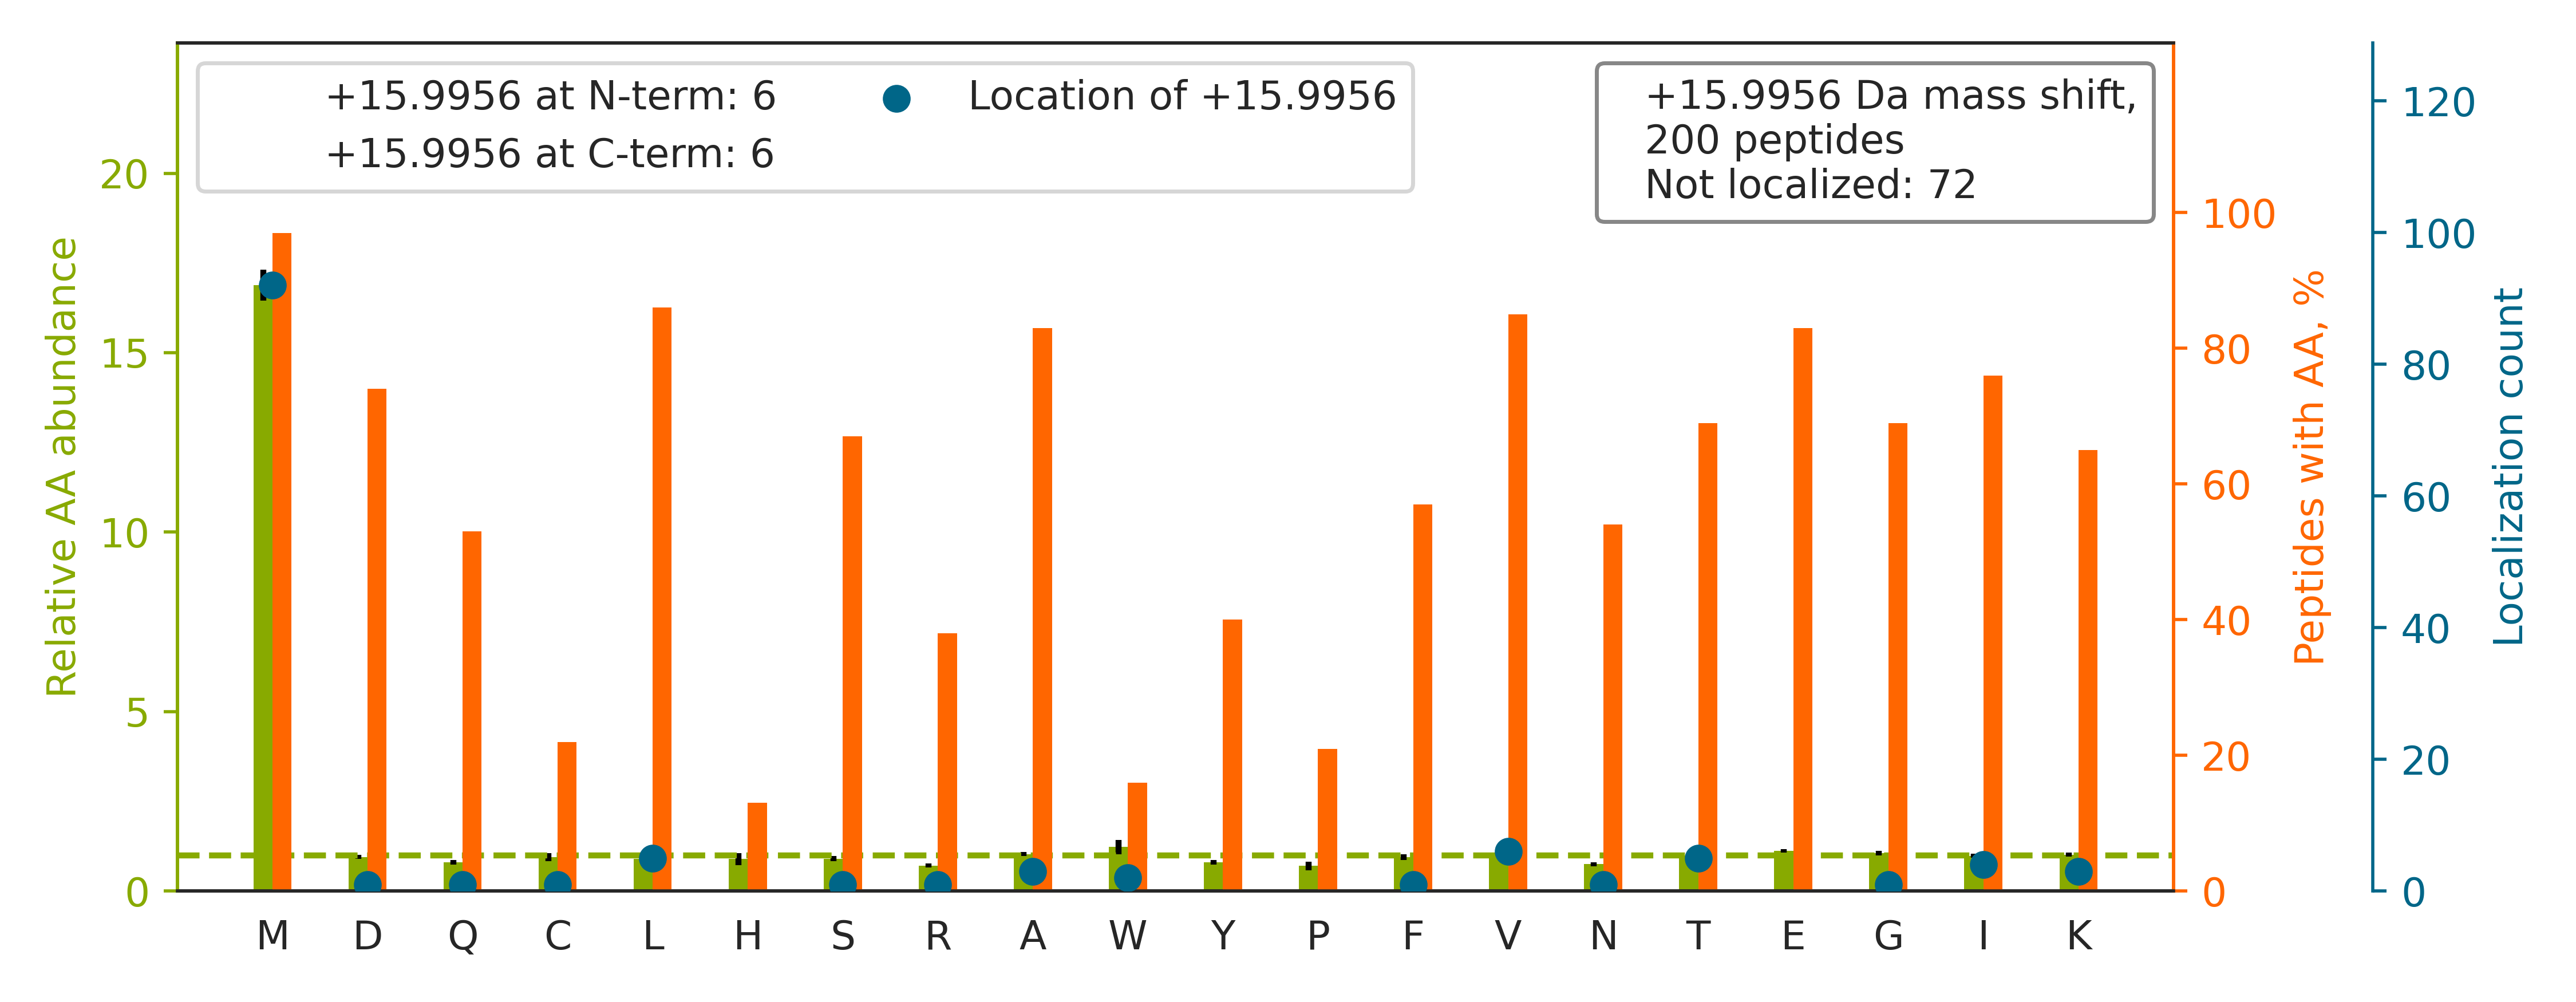 +15.9956 at N-term: 6
+15.9956 at C-term: 6
Location of +15.9956
+15.9956 Da mass shift,
200 peptides
Not localized: 72
Relative AA abundance
20
15
10
5
0
100
80
60
40
20
0
Peptides with AA, %
120
100
80
60
40
20
0
Localization count
M D Q C L H S R A W Y P F V N T E G I K